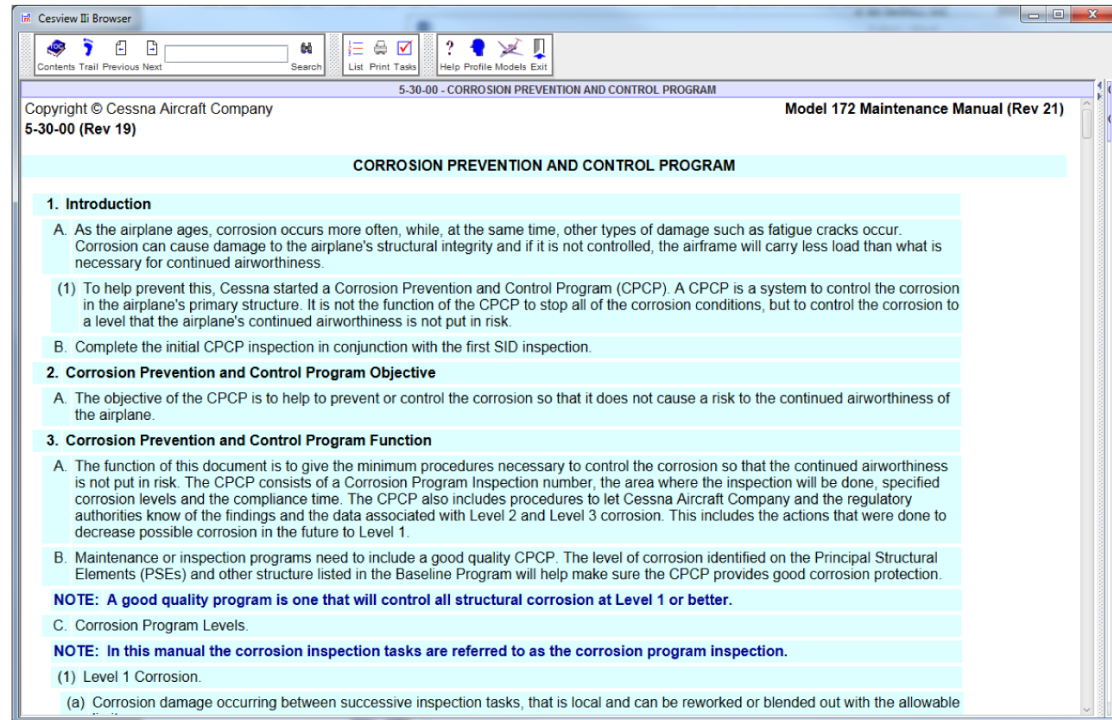 Cesview IIi Browser
Contents Trail Previous Next Search List Print Tasks Help Profile Models Exit
5-30-00 - CORROSION PREVENTION AND CONTROL PROGRAM
Copyright © Cessna Aircraft Company Model 172 Maintenance Manual (Rev 21)
5-30-00 (Rev 19)
CORROSION PREVENTION AND CONTROL PROGRAM
1. Introduction
A. As the airplane ages, corrosion occurs more often, while, at the same time, other types of damage such as fatigue cracks occur.
Corrosion can cause damage to the airplane's structural integrity and if it is not controlled, the airframe will carry less load than what is
necessary for continued airworthiness.
(1) To help prevent this, Cessna started a Corrosion Prevention and Control Program (CPCP). A CPCP is a system to control the corrosion
in the airplane's primary structure. It is not the function of the CPCP to stop all of the corrosion conditions, but to control the corrosion to
a level that the airplane's continued airworthiness is not put in risk.
B. Complete the initial CPCP inspection in conjunction with the first SID inspection.
2. Corrosion Prevention and Control Program Objective
A. The objective of the CPCP is to help to prevent or control the corrosion so that it does not cause a risk to the continued airworthiness of
the airplane.
3. Corrosion Prevention and Control Program Function
A. The function of this document is to give the minimum procedures necessary to control the corrosion so that the continued airworthiness
is not put in risk. The CPCP consists of a Corrosion Program Inspection number, the area where the inspection will be done, specified
corrosion levels and the compliance time. The CPCP also includes procedures to let Cessna Aircraft Company and the regulatory
authorities know of the findings and the data associated with Level 2 and Level 3 corrosion. This includes the actions that were done to
decrease possible corrosion in the future to Level 1.
B. Maintenance or inspection programs need to include a good quality CPCP. The level of corrosion identified on the Principal Structural
Elements (PSEs) and other structure listed in the Baseline Program will help make sure the CPCP provides good corrosion protection.
NOTE: A good quality program is one that will control all structural corrosion at Level 1 or better.
C. Corrosion Program Levels.
NOTE: In this manual the corrosion inspection tasks are referred to as the corrosion program inspection.
(1) Level 1 Corrosion.
(a) Corrosion damage occurring between successive inspection tasks, that is local and can be reworked or blended out with the allowable